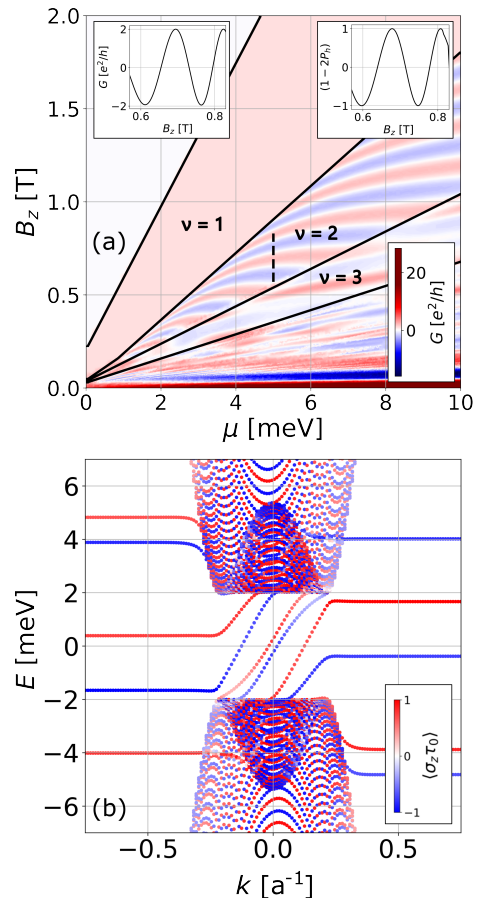 G [e²/h]
2
0
−2
0.6
0.8
B_z [T]
(1 − 2P_h)
1
0
−1
0.6
0.8
B_z [T]
B_z [T]
2.0
1.5
1.0
0.5
0.0
(a)
ν = 1
ν = 2
ν = 3
G [e²/h]
20
0
0
2
4
6
8
10
μ [meV]
E [meV]
6
4
2
0
−2
−4
−6
(b)
1
0
−1
⟨σ_zτ_0⟩
−0.5
0.0
0.5
k [a⁻¹]